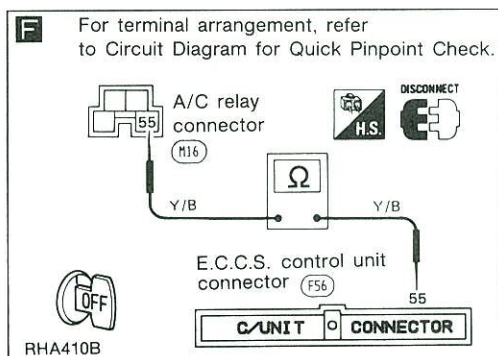 F
For terminal arrangement, refer
to Circuit Diagram for Quick Pinpoint Check.
DISCONNECT
H.S.
A/C relay
connector
M16
55
Ω
Y/B
Y/B
E.C.C.S. control unit
connector F56
55
OFF
C/UNIT CONNECTOR
RHA410B